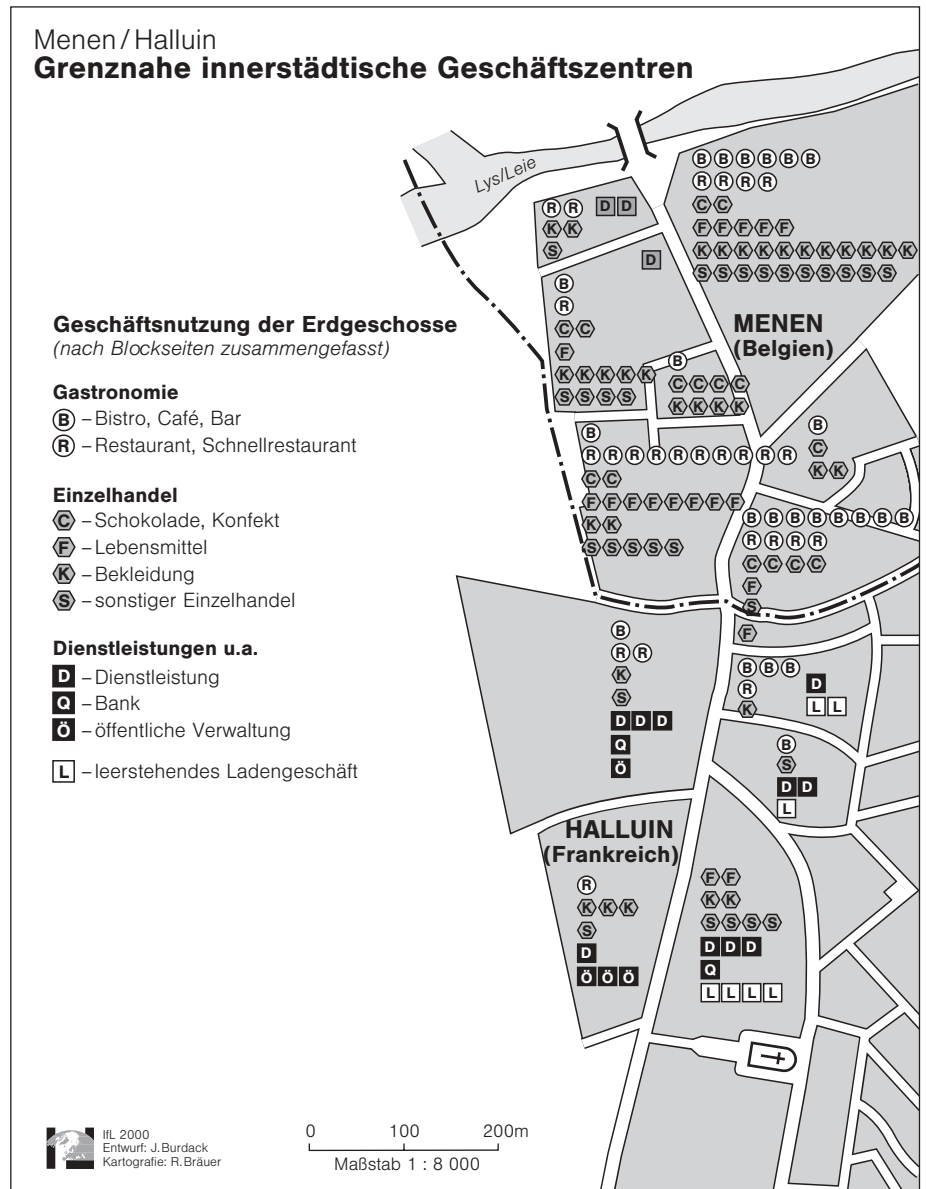 Menen / Halluin
Grenznahe innerstädtische Geschäftszentren
Lys/Leie
B B B B B B
R R R R
C C
F F F F F
K K K K K K K K K K K
S S S S S S S S S S
R R D D
K K
S
D
B
R
C C
F
K K K K K
S S S S
MENEN
(Belgien)
B
C C C C
K K K K
B
C
K K
B
R R R R R R R R R R
C C
F F F F F F F F
K K
S S S S S
B B B B B B B B
R R R R
C C C C
F
S
Geschäftsnutzung der Erdgeschosse
(nach Blockseiten zusammengefasst)
Gastronomie
B – Bistro, Café, Bar
R – Restaurant, Schnellrestaurant
Einzelhandel
C – Schokolade, Konfekt
F – Lebensmittel
K – Bekleidung
S – sonstiger Einzelhandel
Dienstleistungen u.a.
D – Dienstleistung
Q – Bank
Ö – öffentliche Verwaltung
L – leerstehendes Ladengeschäft
B
R R
K
S
D D D
Q
Ö
F
B B B
R D
K L L
B
S
D D
L
HALLUIN
(Frankreich)
R
K K K
S
D
Ö Ö Ö
F F
K K
S S S S
D D D
Q
L L L L
IfL 2000
Entwurf: J. Burdack
Kartografie: R. Bräuer
0 100 200m
Maßstab 1 : 8 000